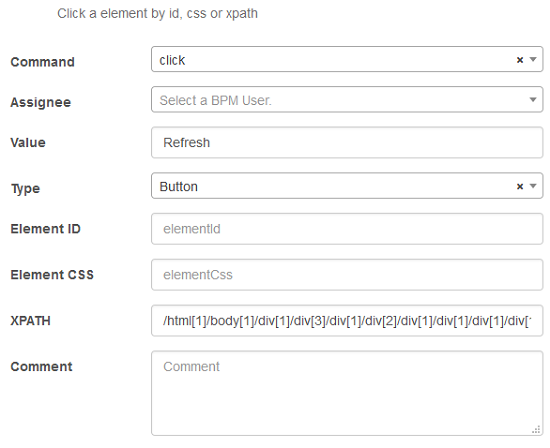 Click a element by id, css or xpath
Command click × 
Assignee Select a BPM User.
Value Refresh
Type Button ×
Element ID elementId
Element CSS elementCss
XPATH /html[1]/body[1]/div[1]/div[3]/div[1]/div[2]/div[1]/div[1]/div[1]/div[
Comment Comment